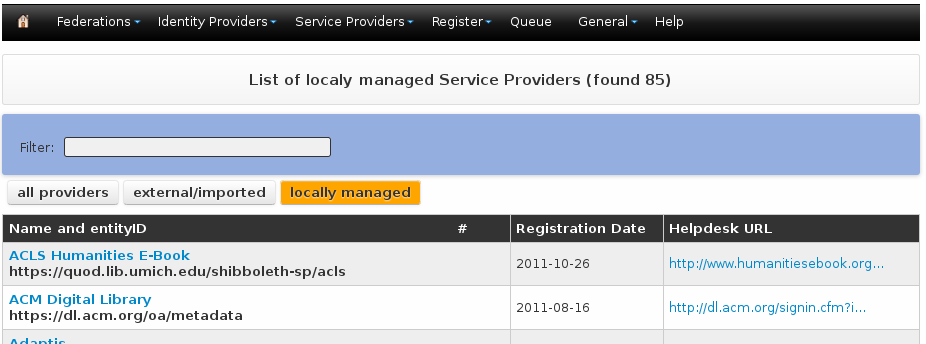 Federations Identity Providers Service Providers Register Queue General Help
List of localy managed Service Providers (found 85)
Filter:
all providers external/imported locally managed
Name and entityID # Registration Date Helpdesk URL
ACLS Humanities E-Book
https://quod.lib.umich.edu/shibboleth-sp/acls
2011-10-26 http://www.humanitiesebook.org...
ACM Digital Library
https://dl.acm.org/oa/metadata
2011-08-16 http://dl.acm.org/signin.cfm?i...
Adaptis